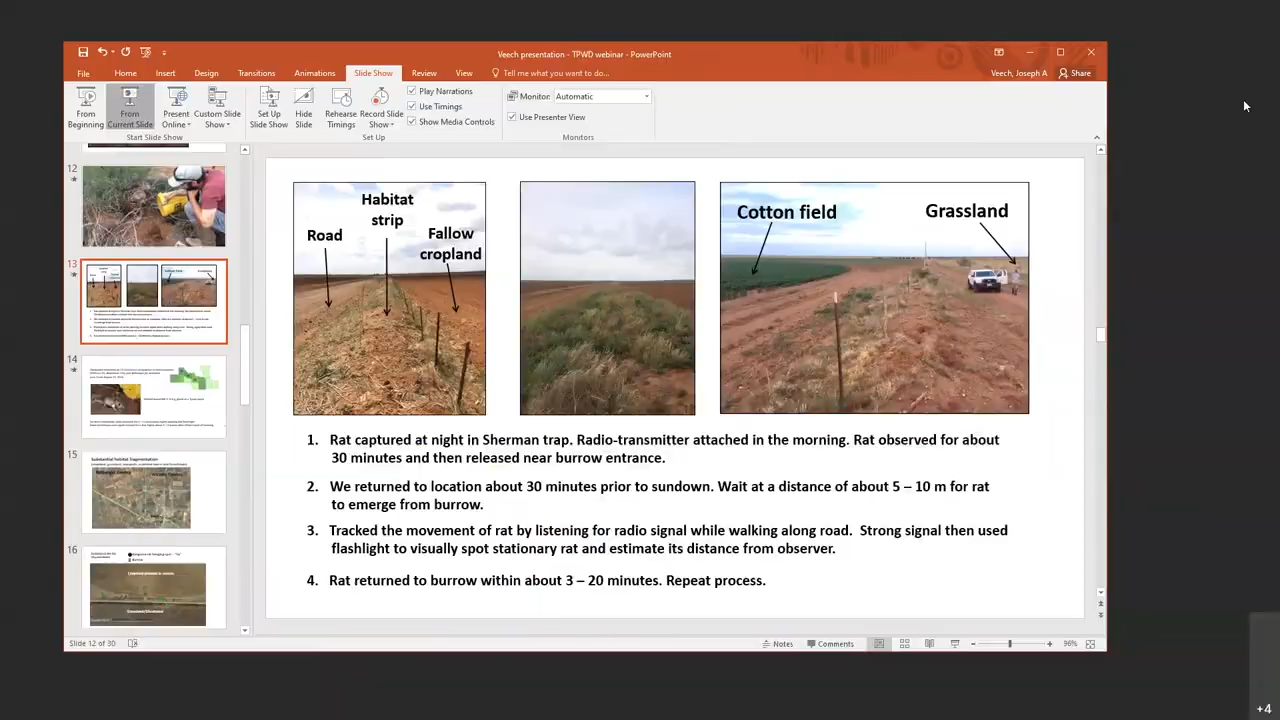 Veech presentation - TPWD webinar - PowerPoint
File Home Insert Design Transitions Animations Slide Show Review View Tell me what you want to do... Veech, Joseph A Share
From Beginning
From Current Slide
Present Online
Custom Slide Show
Start Slide Show
Set Up Slide Show
Hide Slide
Rehearse Timings
Record Slide Show
Play Narrations
Use Timings
Show Media Controls
Set Up
Monitor: Automatic
Use Presenter View
Monitors
12
13
14
15
16
Road
Habitat
strip
Fallow
cropland
Cotton field
Grassland
1. Rat captured at night in Sherman trap. Radio-transmitter attached in the morning. Rat observed for about
30 minutes and then released near burrow entrance.
2. We returned to location about 30 minutes prior to sundown. Wait at a distance of about 5 – 10 m for rat
to emerge from burrow.
3. Tracked the movement of rat by listening for radio signal while walking along road. Strong signal then used
flashlight to visually spot stationary rat and estimate its distance from observer.
4. Rat returned to burrow within about 3 – 20 minutes. Repeat process.
Slide 12 of 30
Notes Comments 96%
+4